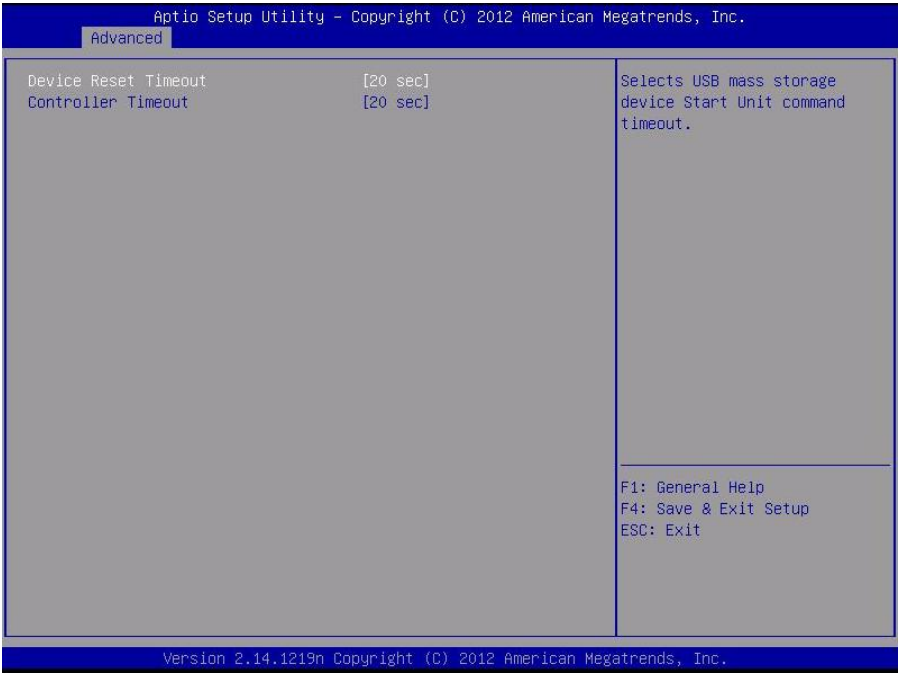 Aptio Setup Utility – Copyright (C) 2012 American Megatrends, Inc.
Advanced
Device Reset Timeout [20 sec]
Controller Timeout [20 sec]
Selects USB mass storage
device Start Unit command
timeout.
F1: General Help
F4: Save & Exit Setup
ESC: Exit
Version 2.14.1219n Copyright (C) 2012 American Megatrends, Inc.